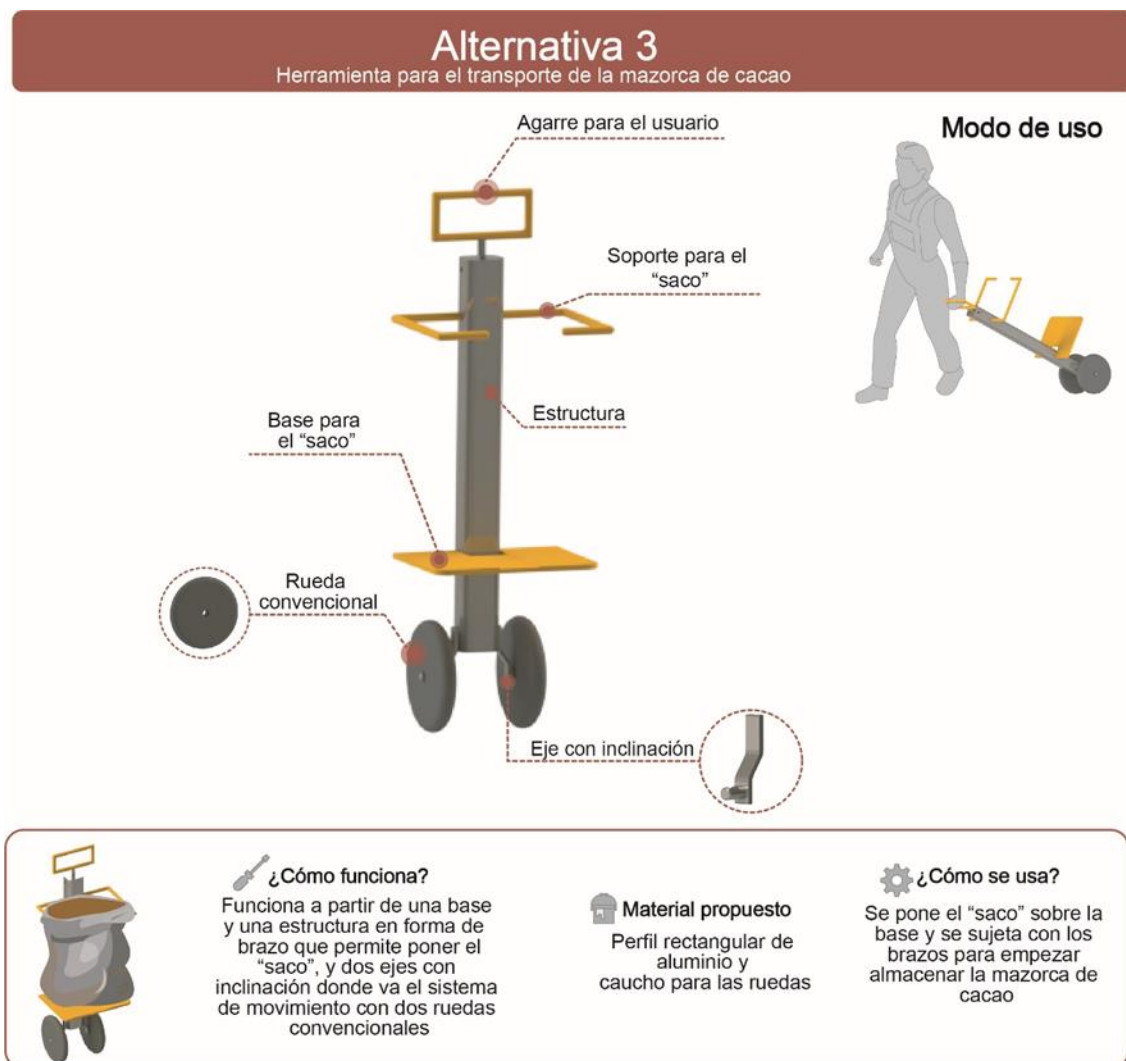 Alternativa 3
Herramienta para el transporte de la mazorca de cacao
Agarre para el usuario
Modo de uso
Soporte para el
“saco”
Estructura
Base para
el “saco”
Rueda
convencional
Eje con inclinación
¿Cómo funciona?
Funciona a partir de una base
y una estructura en forma de
brazo que permite poner el
“saco”, y dos ejes con
inclinación donde va el sistema
de movimiento con dos ruedas
convencionales
Material propuesto
Perfil rectangular de
aluminio y
caucho para las ruedas
¿Cómo se usa?
Se pone el “saco” sobre la
base y se sujeta con los
brazos para empezar
almacenar la mazorca de
cacao